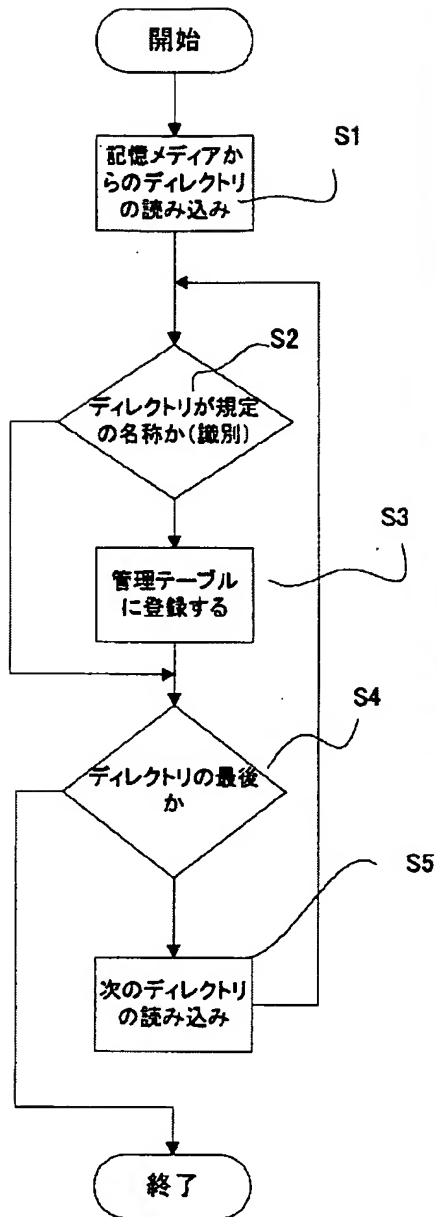 開始
記憶メディアか
らのディレクトリ
の読み込み
S1
S2
ディレクトリが規定
の名称か(識別)
S3
管理テーブル
に登録する
S4
ディレクトリの最後
か
S5
次のディレクトリ
の読み込み
終了